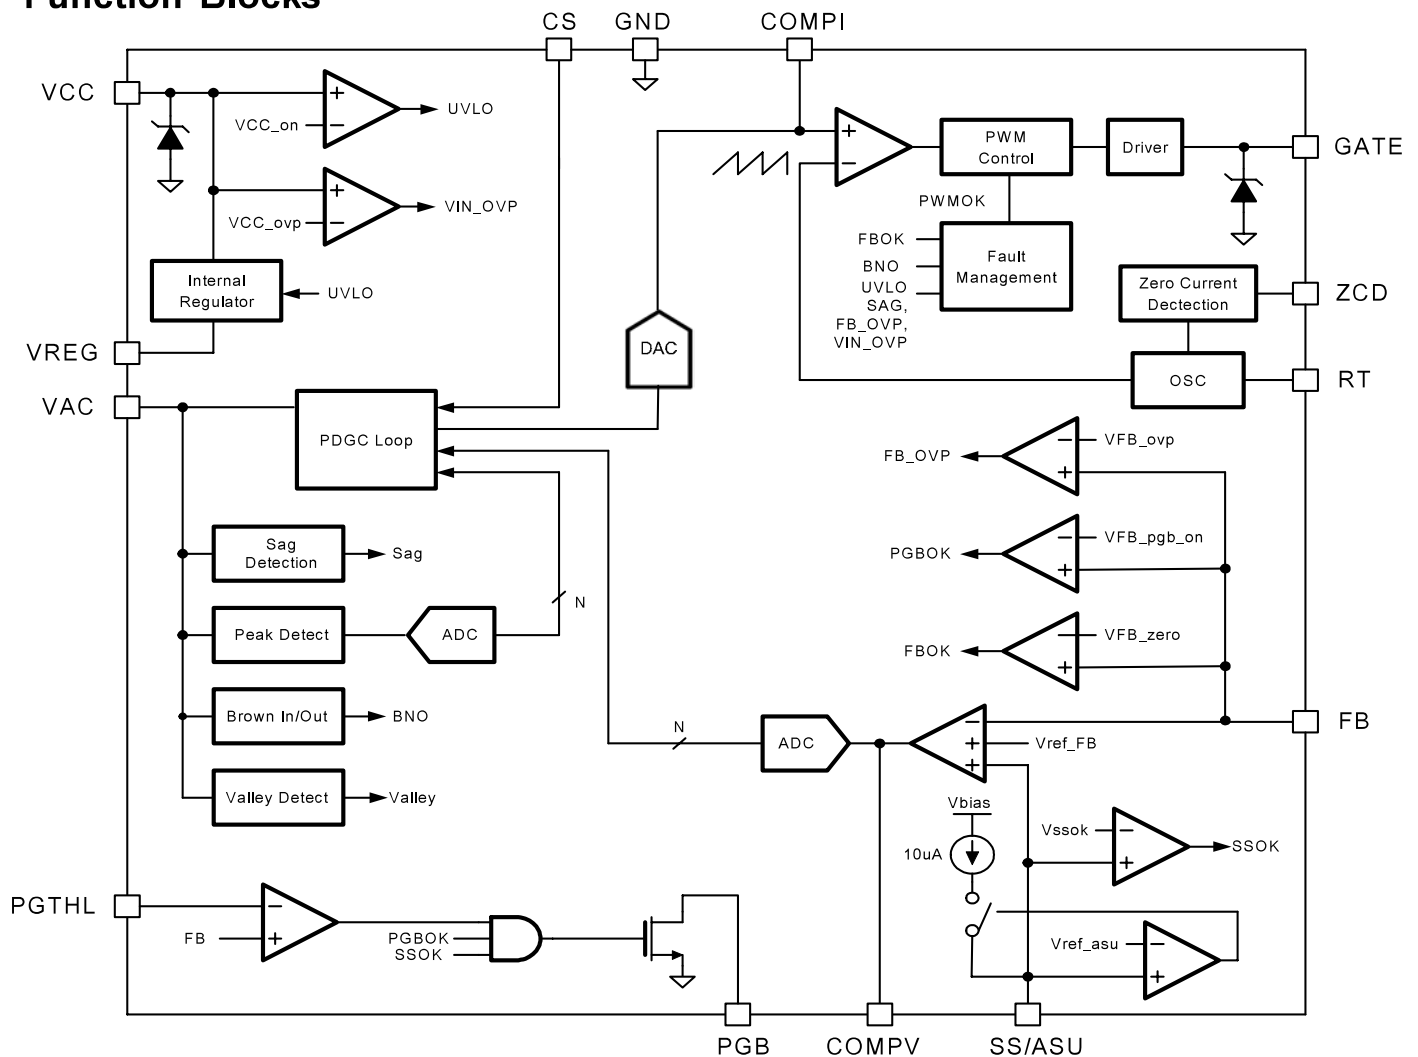 Function Blocks
CS
GND
COMPI
VCC
+
−
VCC_on
UVLO
+
−
VCC_ovp
VIN_OVP
Internal
Regulator
UVLO
VREG
VAC
+
−
PWM
Control
Driver
GATE
PWMOK
FBOK
BNO
UVLO
SAG,
FB_OVP,
VIN_OVP
Fault
Management
Zero Current
Dectection
ZCD
OSC
RT
DAC
PDGC Loop
Sag
Detection
Sag
Peak Detect
ADC
N
Brown In/Out
BNO
Valley Detect
Valley
FB_OVP
−
+
VFB_ovp
PGBOK
−
+
VFB_pgb_on
FBOK
−
+
VFB_zero
FB
N
ADC
−
+
+
Vref_FB
Vbias
10uA
Vssok
−
+
SSOK
Vref_asu
−
+
PGTHL
−
+
FB
PGBOK
SSOK
PGB
COMPV
SS/ASU